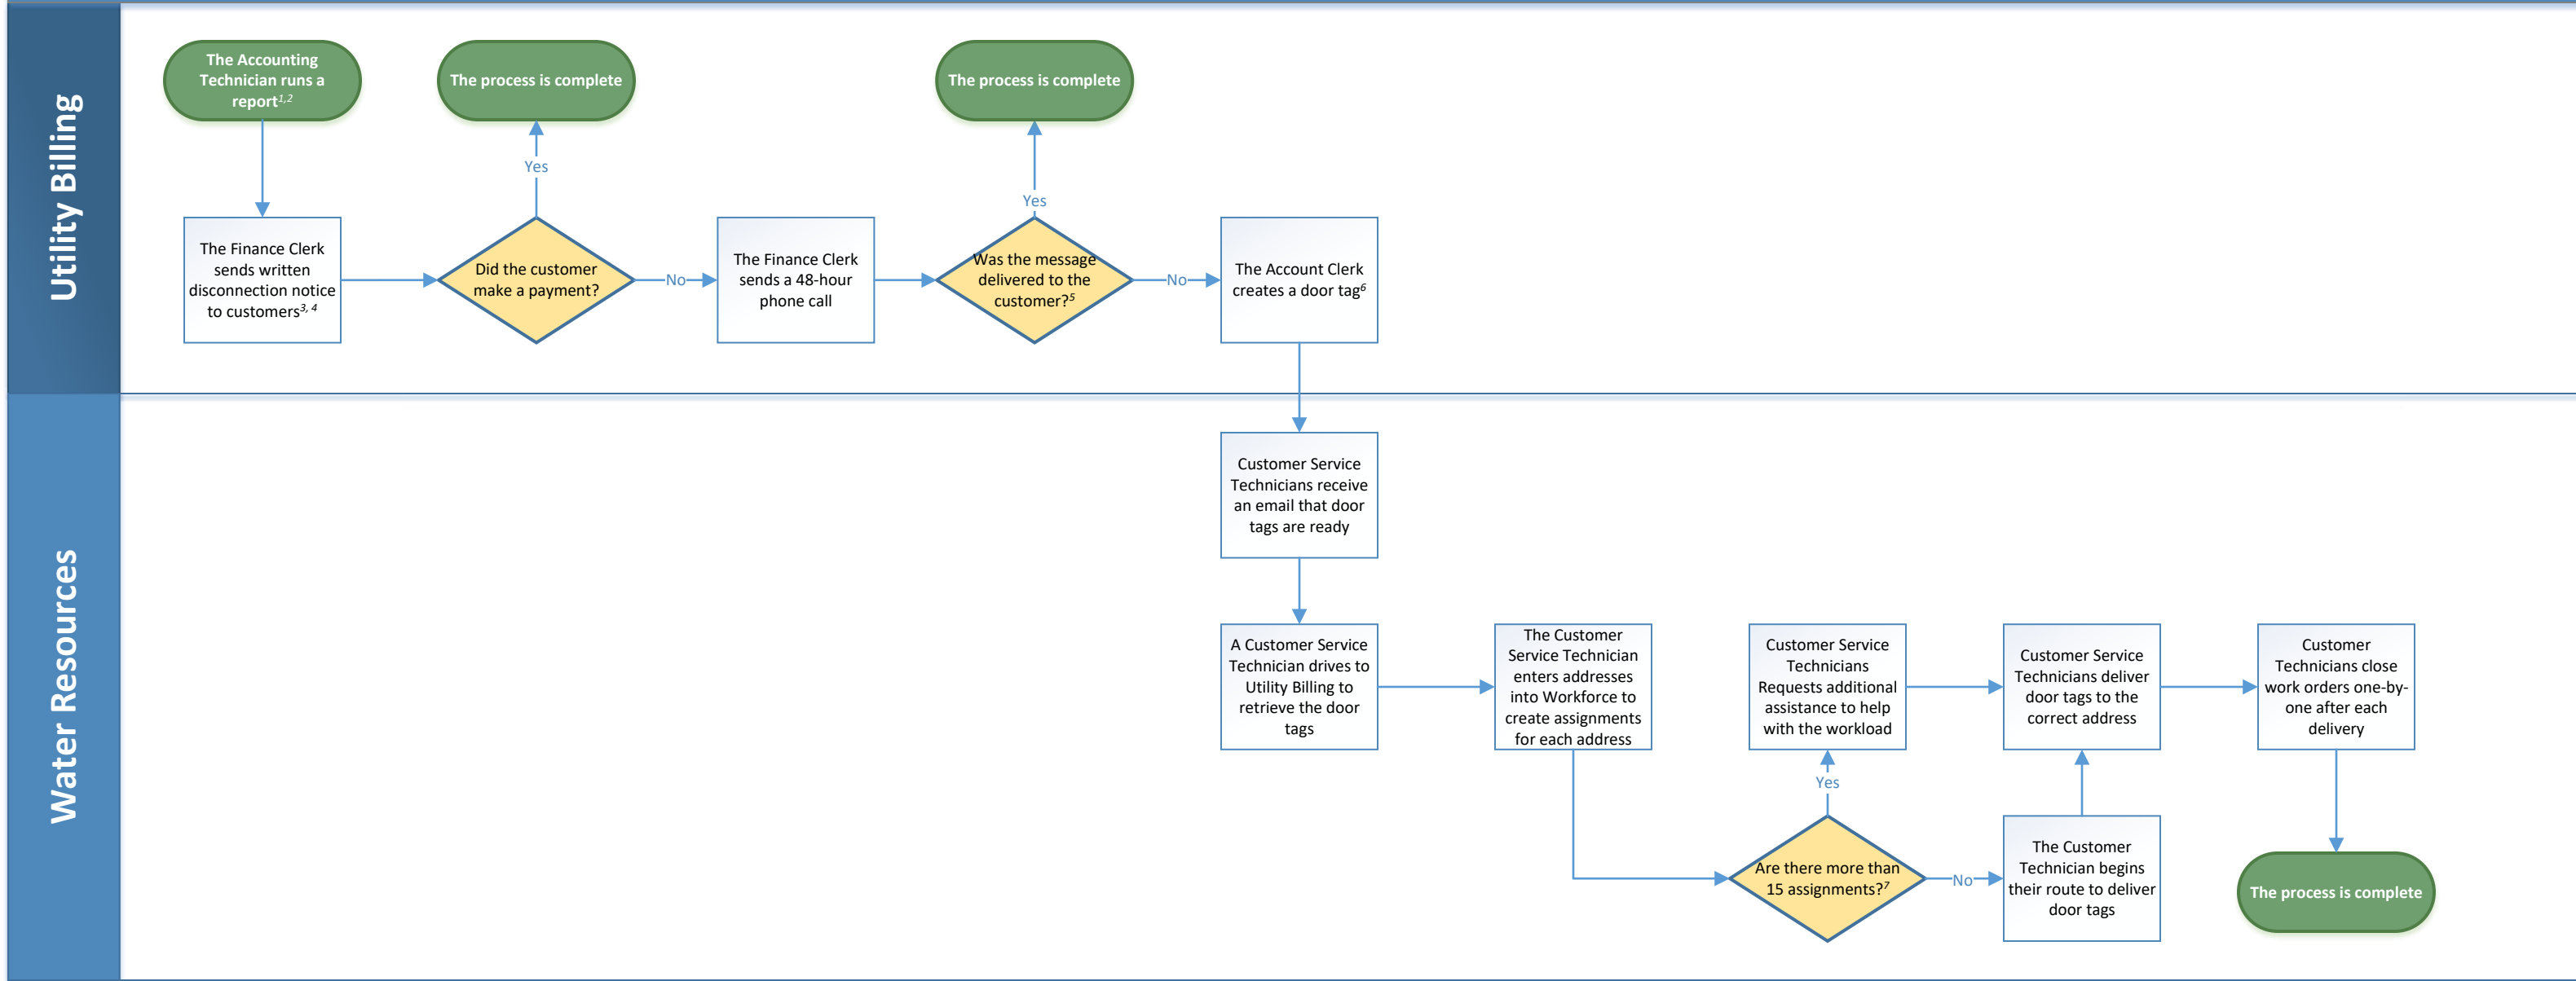 Utility Billing
The Accounting
Technician runs a
report1,2
The process is complete
The process is complete
Yes
Yes
The Finance Clerk
sends written
disconnection notice
to customers3, 4
Did the customer
make a payment?
No
The Finance Clerk
sends a 48-hour
phone call
Was the message
delivered to the
customer?5
No
The Account Clerk
creates a door tag6
Water Resources
Customer Service
Technicians receive
an email that door
tags are ready
A Customer Service
Technician drives to
Utility Billing to
retrieve the door
tags
The Customer
Service Technician
enters addresses
into Workforce to
create assignments
for each address
Customer Service
Technicians
Requests additional
assistance to help
with the workload
Customer Service
Technicians deliver
door tags to the
correct address
Customer
Technicians close
work orders one-by-
one after each
delivery
Yes
Are there more than
15 assignments?7
No
The Customer
Technician begins
their route to deliver
door tags
The process is complete